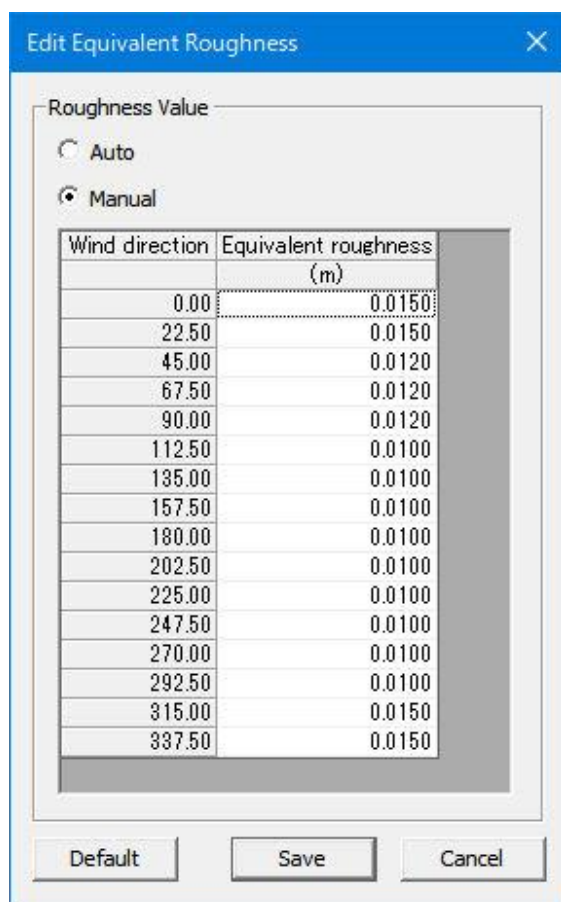 Edit Equivalent Roughness
Roughness Value
Auto
Manual
Wind direction Equivalent roughness
(m)
0.00 0.0150
22.50 0.0150
45.00 0.0120
67.50 0.0120
90.00 0.0120
112.50 0.0100
135.00 0.0100
157.50 0.0100
180.00 0.0100
202.50 0.0100
225.00 0.0100
247.50 0.0100
270.00 0.0100
292.50 0.0100
315.00 0.0150
337.50 0.0150
Default Save Cancel